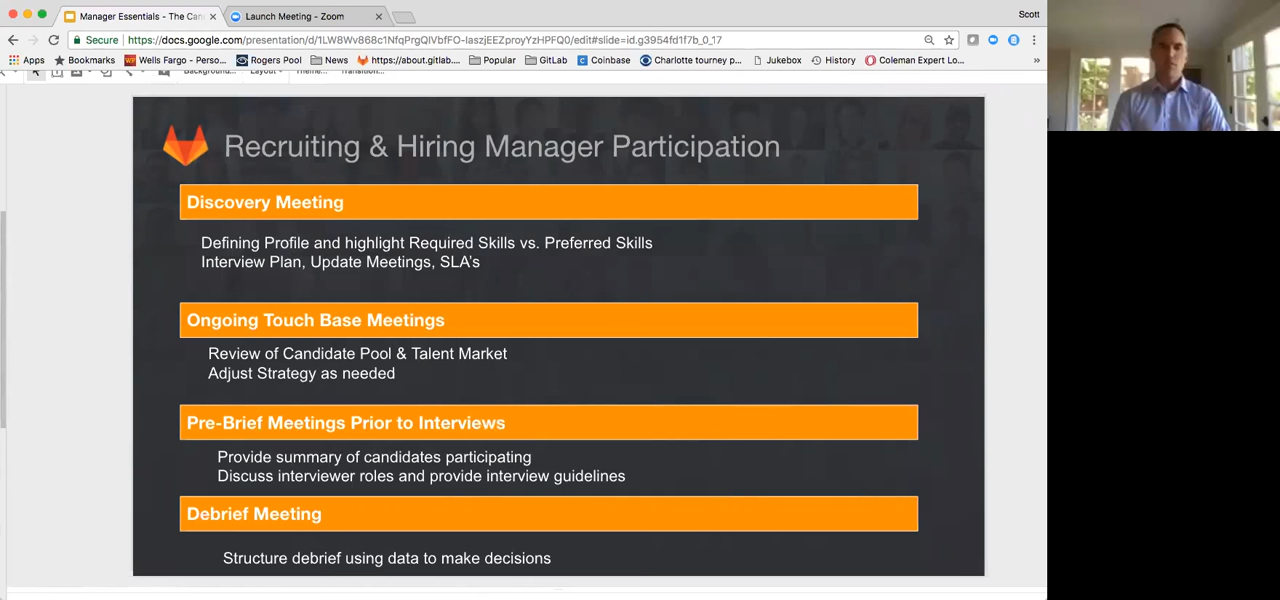 Manager Essentials - The Can
Launch Meeting - Zoom
Scott
Secure
https://docs.google.com/presentation/d/1LW8Wv868c1NfqPrgQIVbfFO-IaszjEEZproyYzHPFQ0/edit#slide=id.g3954fd1f7b_0_17
Apps
Bookmarks
Wells Fargo - Perso...
Rogers Pool
News
https://about.gitlab....
Popular
GitLab
Coinbase
Charlotte tourney p...
Jukebox
History
Coleman Expert Lo...
Recruiting & Hiring Manager Participation
Discovery Meeting
Defining Profile and highlight Required Skills vs. Preferred Skills
Interview Plan, Update Meetings, SLA's
Ongoing Touch Base Meetings
Review of Candidate Pool & Talent Market
Adjust Strategy as needed
Pre-Brief Meetings Prior to Interviews
Provide summary of candidates participating
Discuss interviewer roles and provide interview guidelines
Debrief Meeting
Structure debrief using data to make decisions